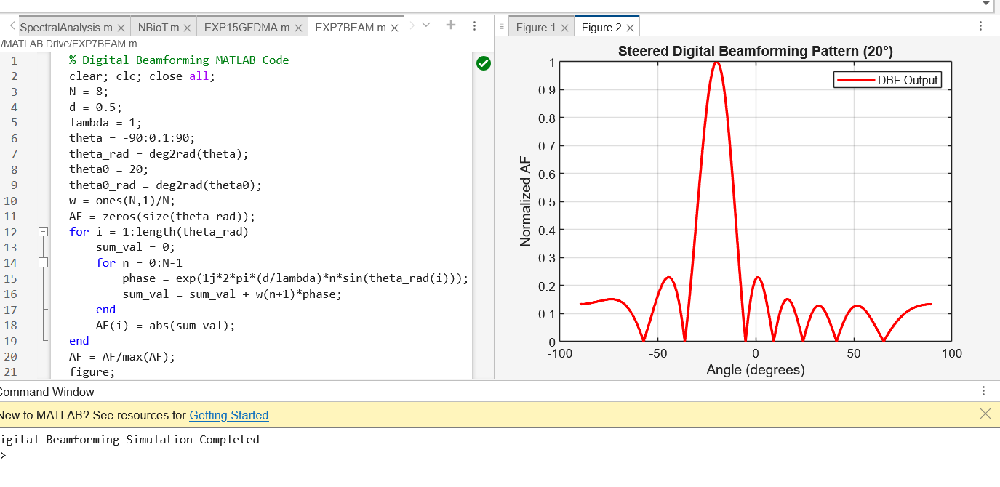 SpectralAnalysis.m NBioT.m EXP15GFDMA.m EXP7BEAM.m
/MATLAB Drive/EXP7BEAM.m
1 % Digital Beamforming MATLAB Code
2 clear; clc; close all;
3 N = 8;
4 d = 0.5;
5 lambda = 1;
6 theta = -90:0.1:90;
7 theta_rad = deg2rad(theta);
8 theta0 = 20;
9 theta0_rad = deg2rad(theta0);
10 w = ones(N,1)/N;
11 AF = zeros(size(theta_rad));
12 for i = 1:length(theta_rad)
13 sum_val = 0;
14 for n = 0:N-1
15 phase = exp(1j*2*pi*(d/lambda)*n*sin(theta_rad(i)));
16 sum_val = sum_val + w(n+1)*phase;
17 end
18 AF(i) = abs(sum_val);
19 end
20 AF = AF/max(AF);
21 figure;
Figure 1 Figure 2
Steered Digital Beamforming Pattern (20°)
DBF Output
Normalized AF
1
0.9
0.8
0.7
0.6
0.5
0.4
0.3
0.2
0.1
0
-100 -50 0 50 100
Angle (degrees)
Command Window
New to MATLAB? See resources for Getting Started.
igital Beamforming Simulation Completed
>